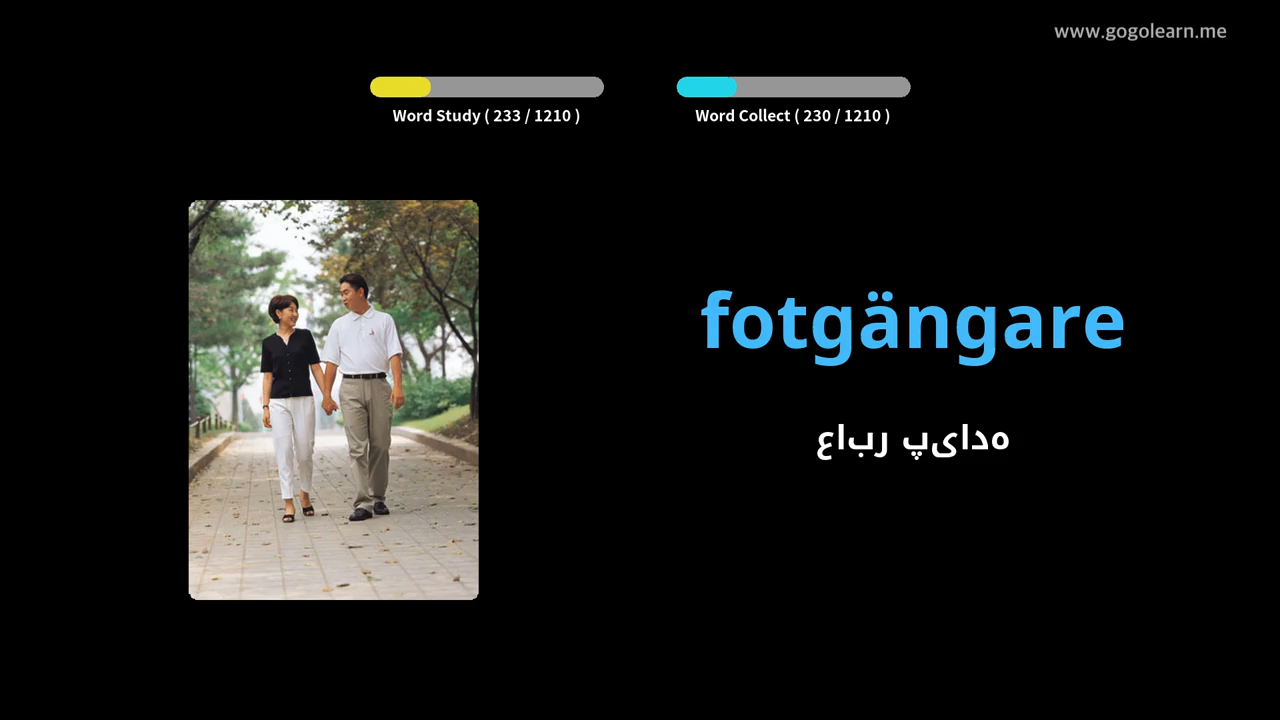 www.gogolearn.me
Word Study ( 233 / 1210 )
Word Collect ( 230 / 1210 )
fotgängare
عابر پیاده